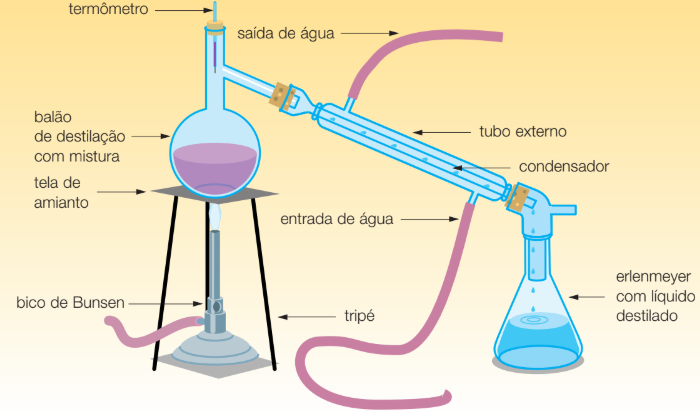 termômetro
saída de água
balão
de destilação
com mistura
tubo externo
condensador
tela de
amianto
entrada de água
bico de Bunsen
tripé
erlenmeyer
com líquido
destilado